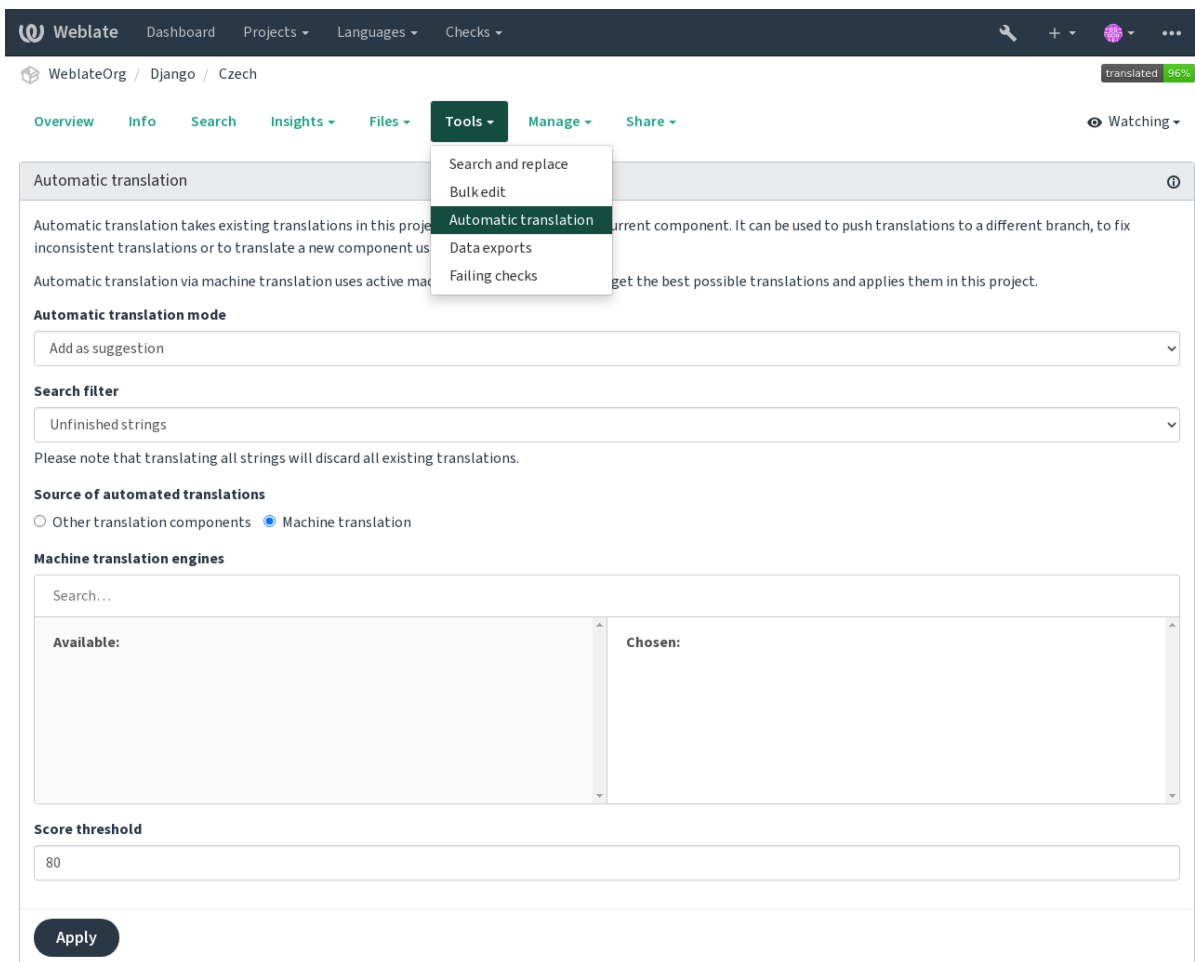 Weblate Dashboard Projects Languages Checks
WeblateOrg / Django / Czech translated 96%
Overview Info Search Insights Files Tools Manage Share Watching
Search and replace
Bulk edit
Automatic translation
Data exports
Failing checks
Automatic translation
Automatic translation takes existing translations in this proje urrent component. It can be used to push translations to a different branch, to fix
inconsistent translations or to translate a new component us
Automatic translation via machine translation uses active mac get the best possible translations and applies them in this project.
Automatic translation mode
Add as suggestion
Search filter
Unfinished strings
Please note that translating all strings will discard all existing translations.
Source of automated translations
Other translation components Machine translation
Machine translation engines
Search…
Available: Chosen:
Score threshold
80
Apply